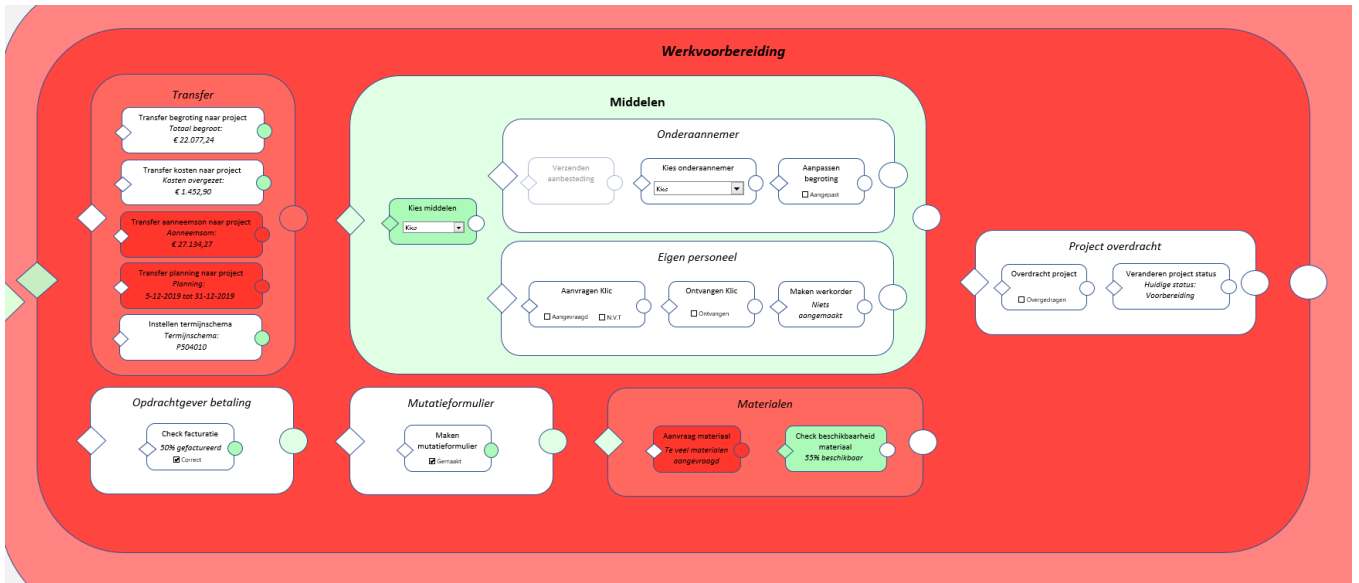 Werkvoorbereiding
Transfer
Transfer begroting naar project
Totaal begroot:
€ 22.077,24
Transfer kosten naar project
Kosten overgezet:
€ 1.452,90
Transfer aanneemson naar project
Aanneemsom:
€ 27.134,27
Transfer planning naar project
Planning:
5-12-2019 tot 31-12-2019
Instellen termijnschema
Termijnschema:
P504010
Middelen
Kies middelen
Kies
Onderaannemer
Verzenden
aanbesteding
Kies onderaannemer
Kies
Aanpassen
begroting
Aangepast
Eigen personeel
Aanvragen Klic
Aangevraagd N.V.T
Ontvangen Klic
Ontvangen
Maken werkorder
Niets
aangemaakt
Project overdracht
Overdracht project
Overgedragen
Veranderen project status
Huidige status:
Voorbereiding
Opdrachtgever betaling
Check facturatie
50% gefactureerd
Correct
Mutatieformulier
Maken
mutatieformulier
Gemaakt
Materialen
Aanvraag materiaal
Te veel materialen
aangevraagd
Check beschikbaarheid
materiaal
55% beschikbaar